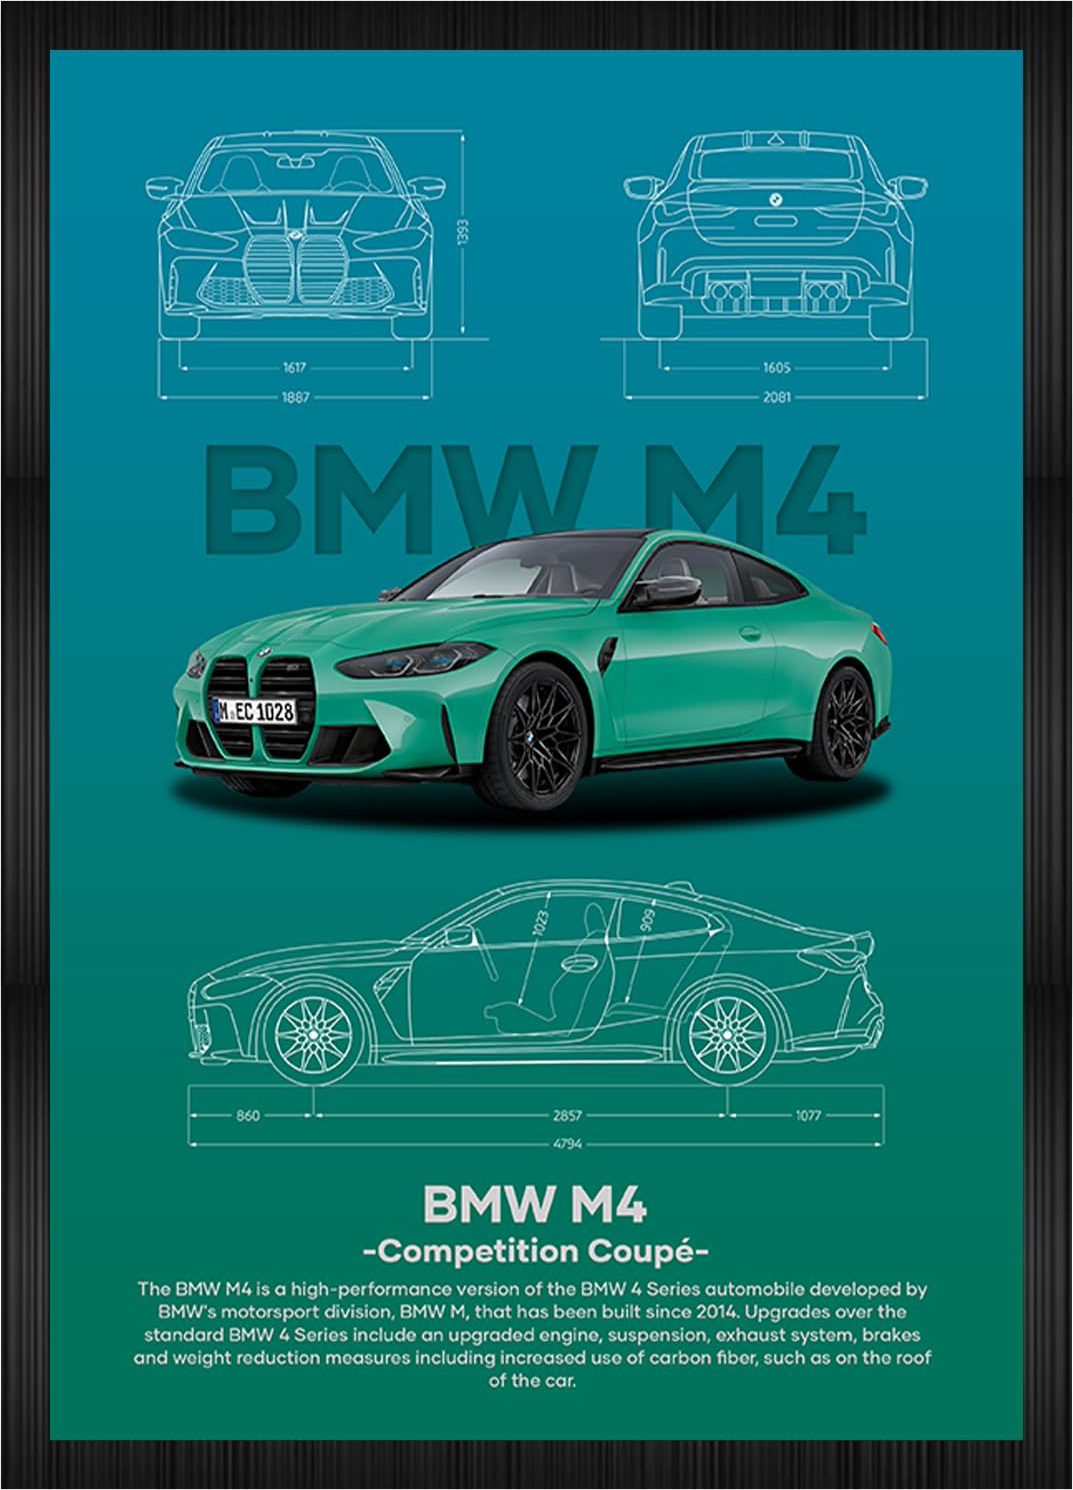 1393
1617
1605
1887
2081
BMW M4
M EC 1028
1023
909
860
2857
1077
4794
BMW M4
-Competition Coupé-
The BMW M4 is a high-performance version of the BMW 4 Series automobile developed by
BMW's motorsport division, BMW M, that has been built since 2014. Upgrades over the
standard BMW 4 Series include an upgraded engine, suspension, exhaust system, brakes
and weight reduction measures including increased use of carbon fiber, such as on the roof
of the car.